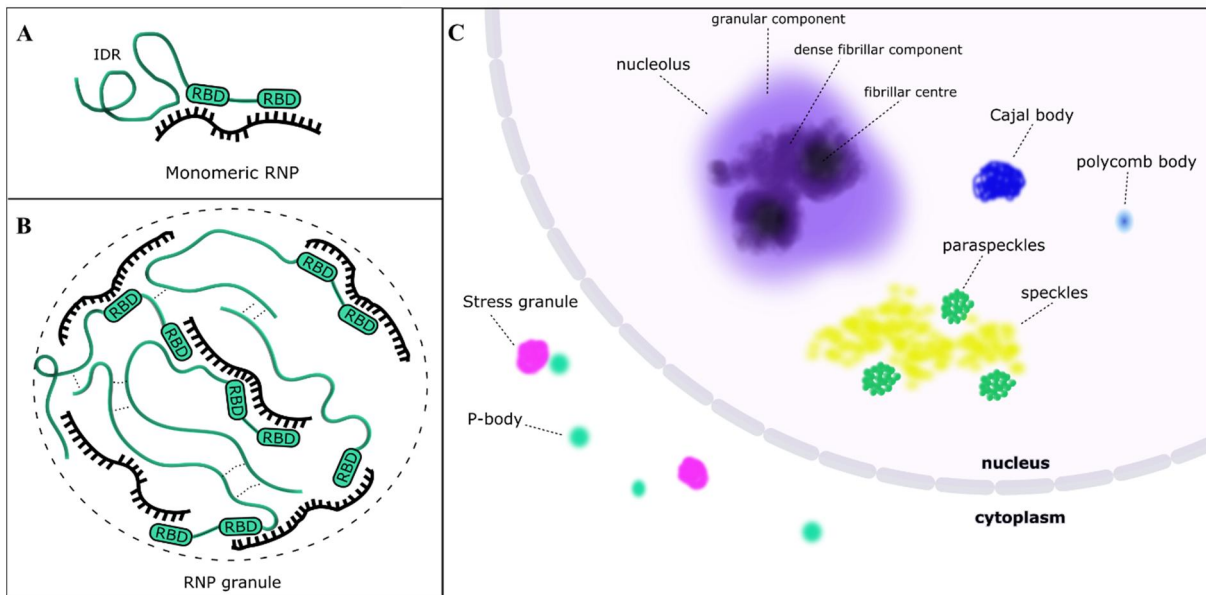 A
IDR
RBD
RBD
Monomeric RNP
B
RBD
RBD
RBD
RBD
RBD
RBD
RBD
RBD
RBD
RNP granule
C
granular component
dense fibrillar component
nucleolus
fibrillar centre
Cajal body
polycomb body
paraspeckles
speckles
Stress granule
P-body
nucleus
cytoplasm